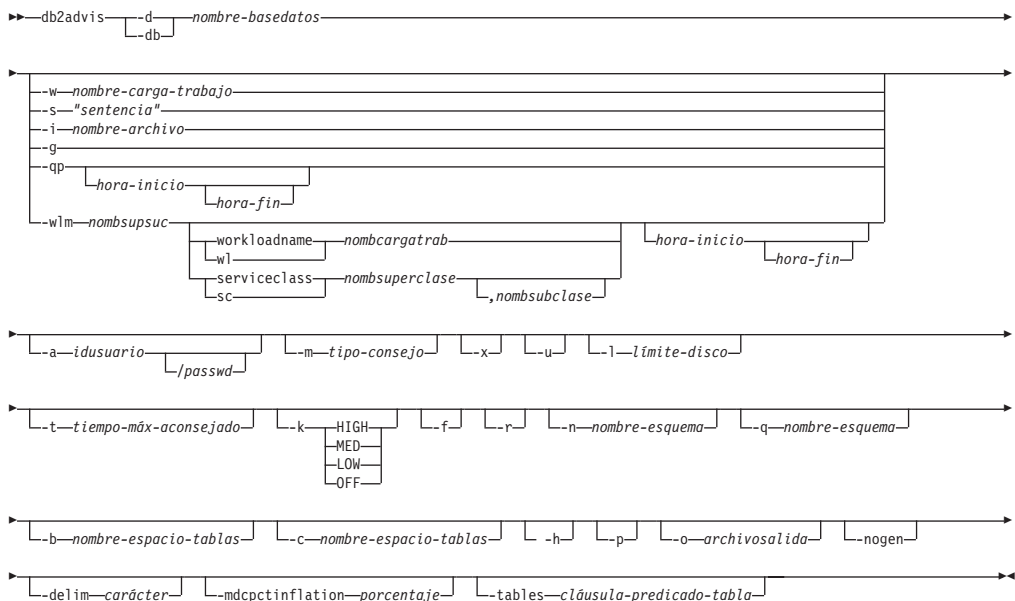 db2advis -d nombre-basedatos
-db
-w nombre-carga-trabajo
-s "sentencia"
-i nombre-archivo
-g
-qp
hora-inicio
hora-fin
-wlm nombsupsuc
workloadname nombcargatrab hora-inicio
wl hora-fin
serviceclass nombsuperclase
sc ,nombsubclase
-a idusuario -m tipo-consejo -x -u -l límite-disco
/passwd
-t tiempo-máx-aconsejado -k HIGH -f -r -n nombre-esquema -q nombre-esquema
MED
LOW
OFF
-b nombre-espacio-tablas -c nombre-espacio-tablas -h -p -o archivosalida -nogen
-delim carácter -mdcpctinflation porcentaje -tables cláusula-predicado-tabla